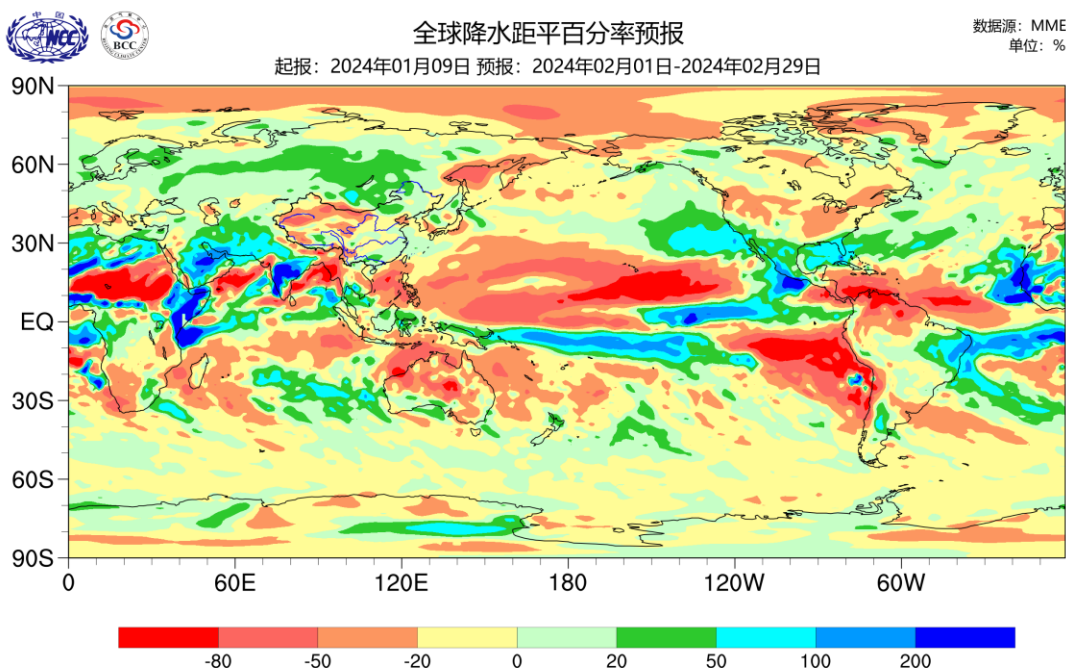 中国
NCC
BCC
BEIJING CLIMATE CENTER
全球降水距平百分率预报
数据源：MME
单位：%
起报：2024年01月09日 预报：2024年02月01日-2024年02月29日
90N
60N
30N
EQ
30S
60S
90S
0 60E 120E 180 120W 60W
-80 -50 -20 0 20 50 100 200